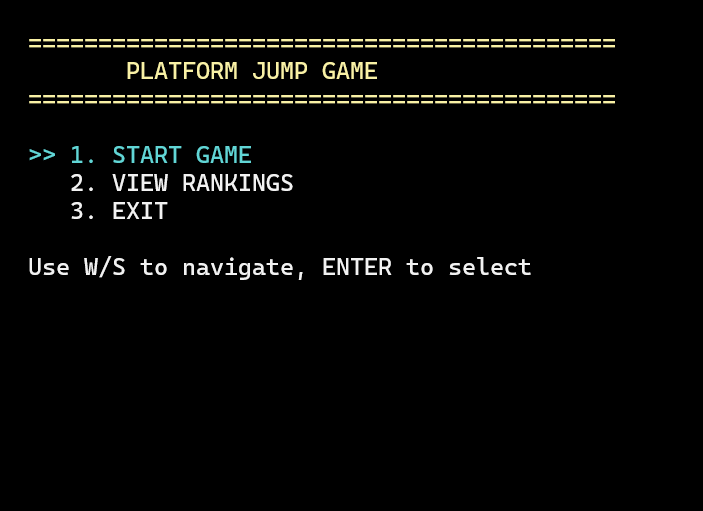 ==========================================
       PLATFORM JUMP GAME
==========================================
>> 1. START GAME
   2. VIEW RANKINGS
   3. EXIT
Use W/S to navigate, ENTER to select